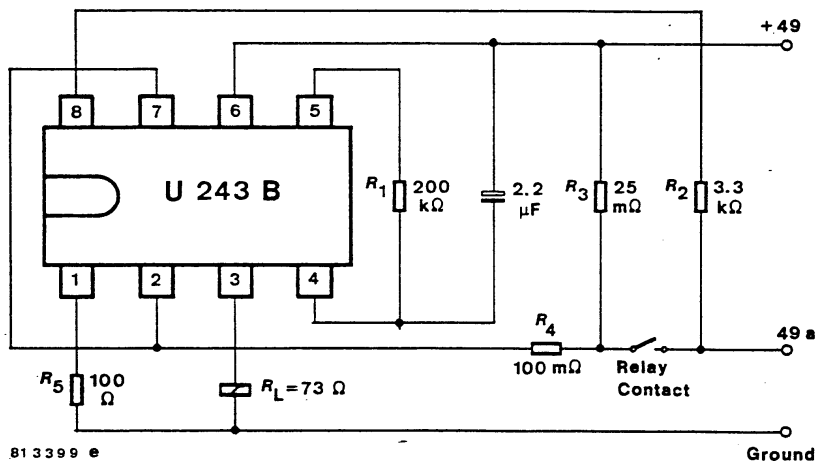 +49
8
7
6
5
U 243 B
R1 200 kΩ
2.2 μF
R3 25 mΩ
R2 3.3 kΩ
1
2
3
4
R4
100 mΩ
49 a
Relay Contact
R5 100 Ω
RL=73 Ω
813399 e
Ground